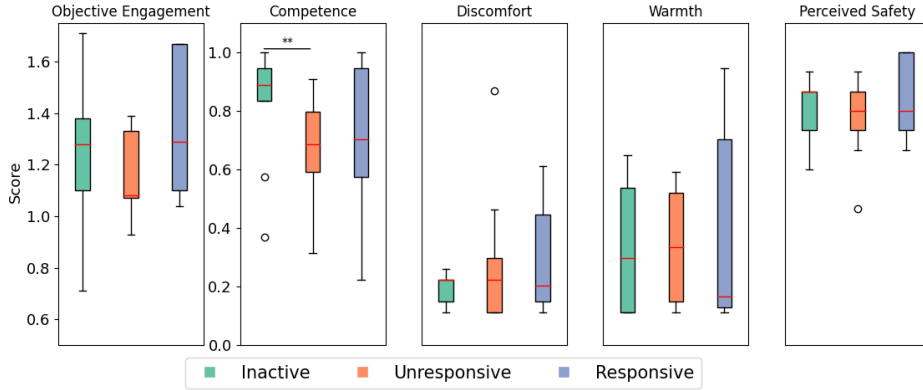 Objective Engagement
Competence
Discomfort
Warmth
Perceived Safety
Score
1.6
1.4
1.2
1.0
0.8
0.6
1.0
0.8
0.6
0.4
0.2
0.0
**
Inactive
Unresponsive
Responsive